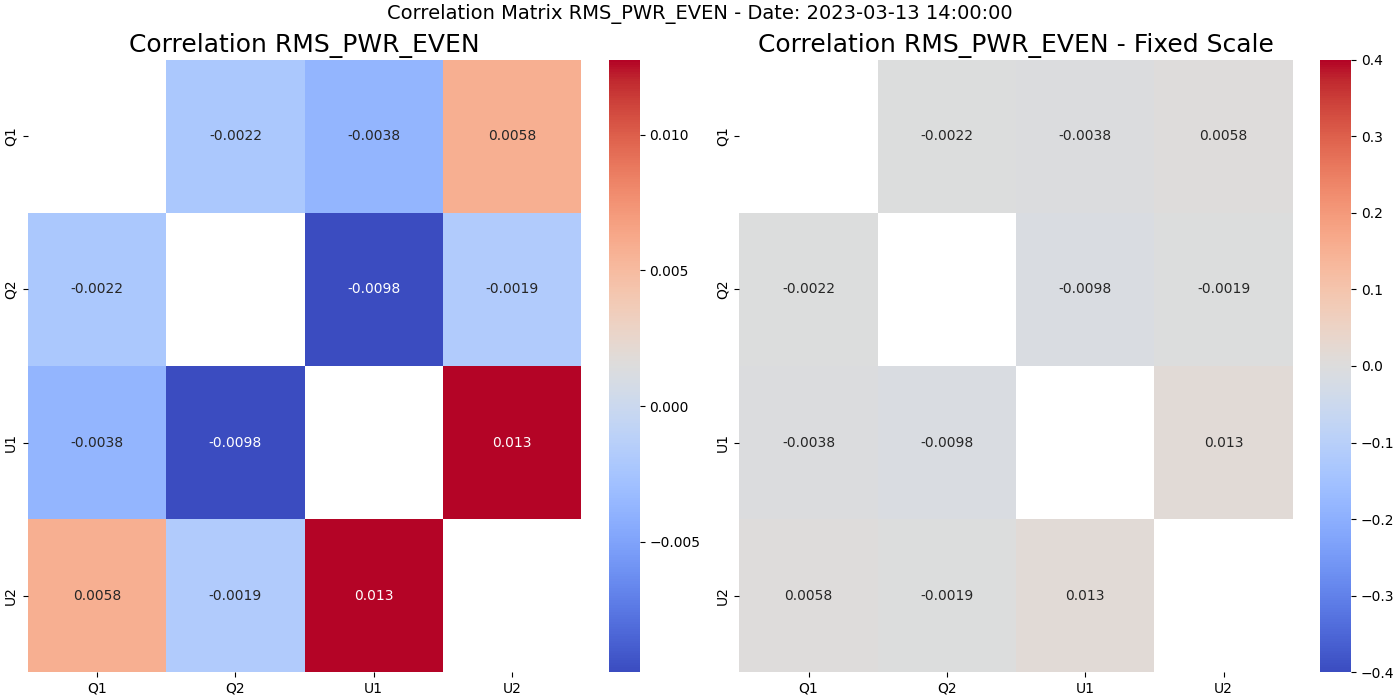 Correlation Matrix RMS_PWR_EVEN - Date: 2023-03-13 14:00:00
Correlation RMS_PWR_EVEN
Q1
-0.0022
-0.0038
0.0058
Q2
-0.0022
-0.0098
-0.0019
U1
-0.0038
-0.0098
0.013
U2
0.0058
-0.0019
0.013
Q1
Q2
U1
U2
0.010
0.005
0.000
−0.005
Correlation RMS_PWR_EVEN - Fixed Scale
Q1
-0.0022
-0.0038
0.0058
Q2
-0.0022
-0.0098
-0.0019
U1
-0.0038
-0.0098
0.013
U2
0.0058
-0.0019
0.013
Q1
Q2
U1
U2
0.4
0.3
0.2
0.1
0.0
−0.1
−0.2
−0.3
−0.4